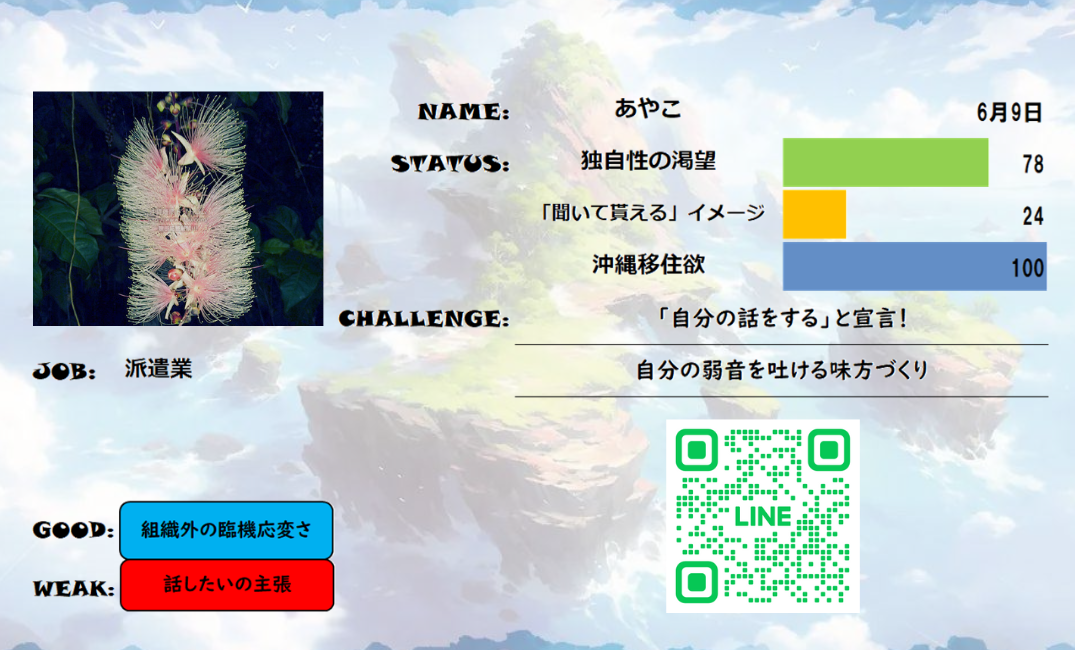 NAME: あやこ 6月9日
STATUS: 独自性の渇望 78
「聞いて貰える」イメージ 24
沖縄移住欲 100
CHALLENGE: 「自分の話をする」と宣言！
自分の弱音を吐ける味方づくり
JOB: 派遣業
LINE
GOOD: 組織外の臨機応変さ
WEAK: 話したいの主張